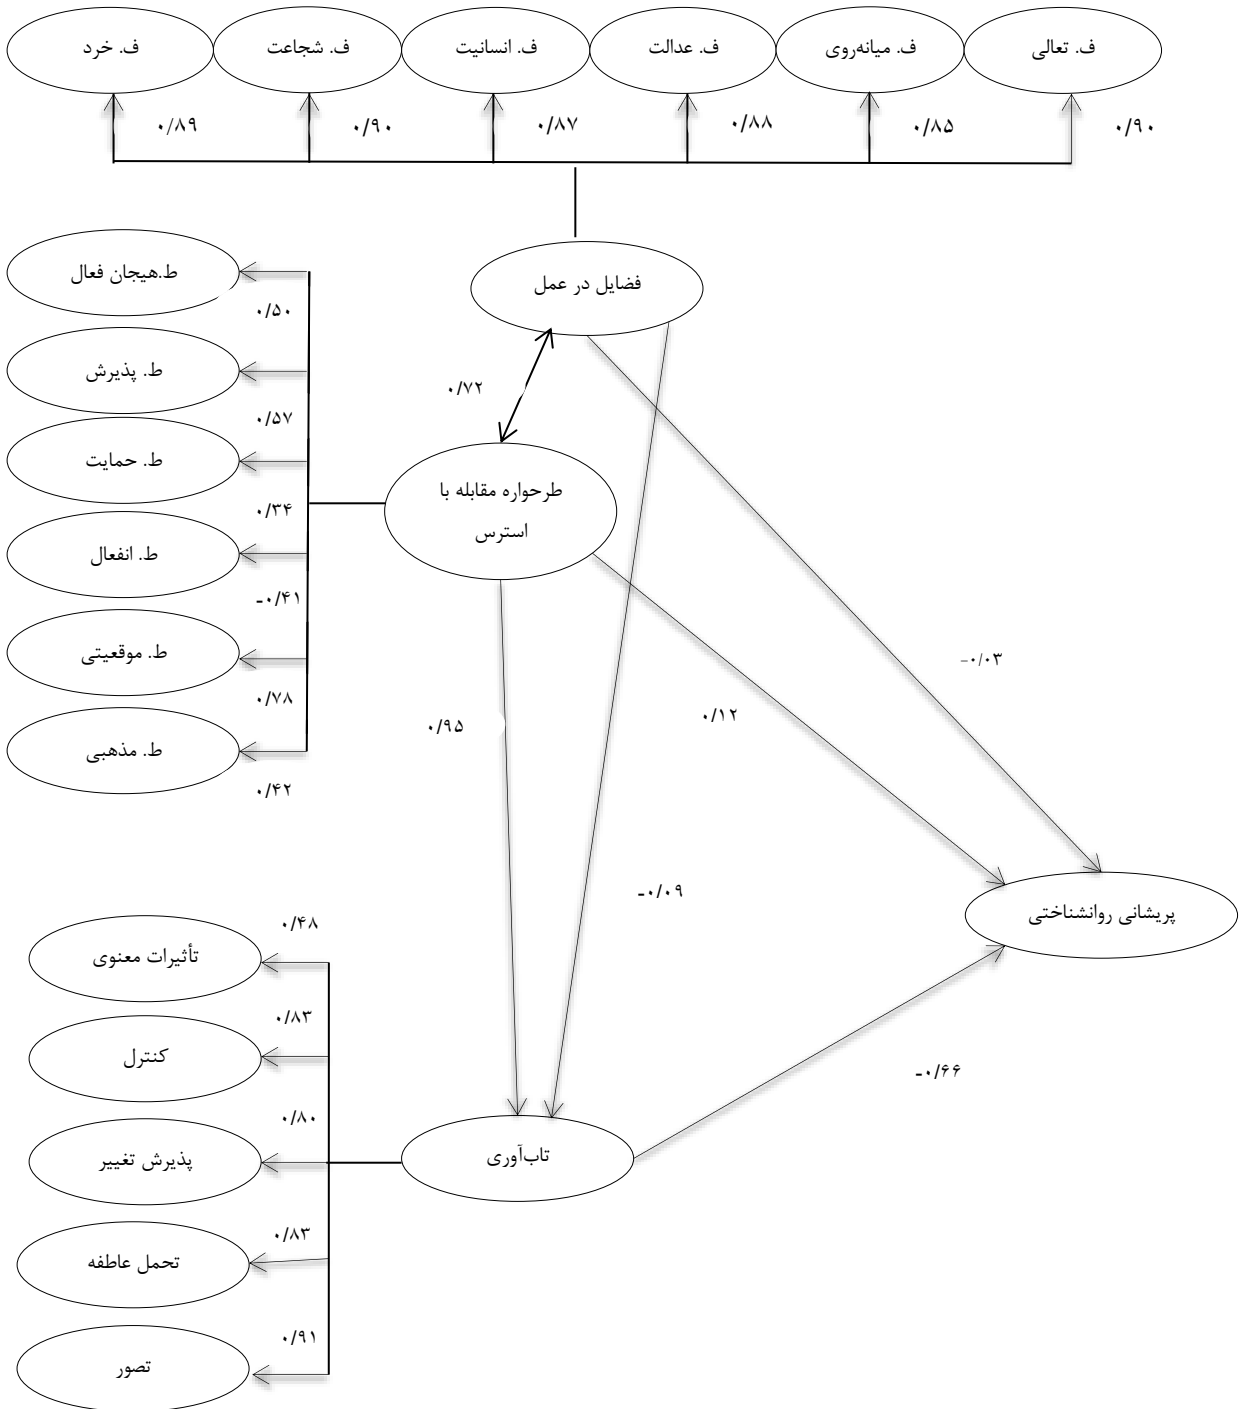 ف. تعالی
ف. میانه‌روی
ف. عدالت
ف. انسانیت
ف. شجاعت
ف. خرد
۰/۹۰
۰/۸۵
۰/۸۸
۰/۸۷
۰/۹۰
۰/۸۹
فضایل در عمل
ط.هیجان فعال
۰/۵۰
ط. پذیرش
۰/۷۲
۰/۵۷
ط. حمایت
طرحواره مقابله با
استرس
۰/۳۴
ط. انفعال
-۰/۴۱
ط. موقعیتی
-۰/۰۳
۰/۷۸
۰/۱۲
۰/۹۵
ط. مذهبی
۰/۴۲
-۰/۰۹
پریشانی روانشناختی
۰/۴۸
تأثیرات معنوی
۰/۸۳
کنترل
-۰/۶۶
۰/۸۰
تاب‌آوری
پذیرش تغییر
۰/۸۳
تحمل عاطفه
۰/۹۱
تصور